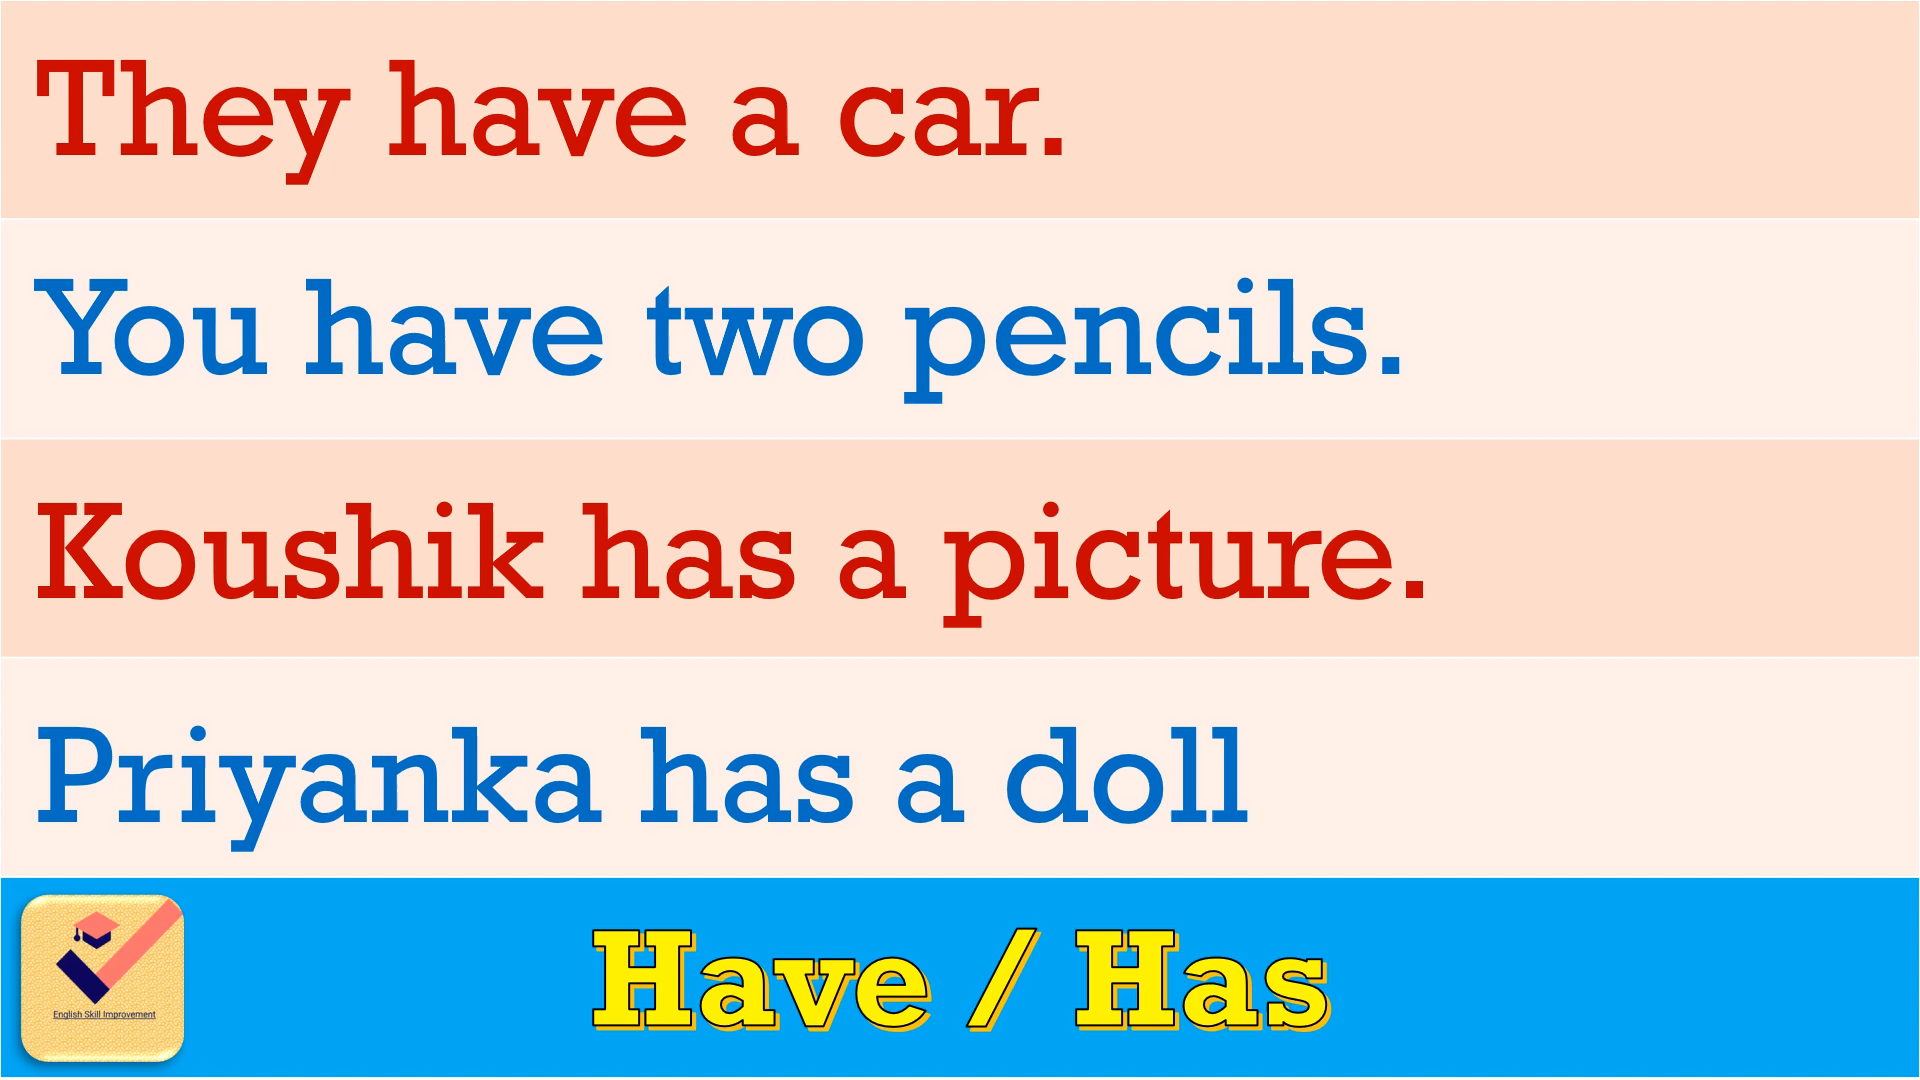 They have a car.
You have two pencils.
Koushik has a picture.
Priyanka has a doll
English Skill Improvement
Have / Has